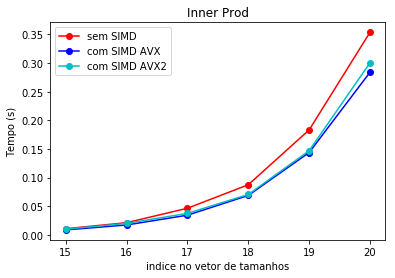 Inner Prod
sem SIMD
com SIMD AVX
com SIMD AVX2
Tempo (s)
0.35
0.30
0.25
0.20
0.15
0.10
0.05
0.00
15 16 17 18 19 20
indice no vetor de tamanhos